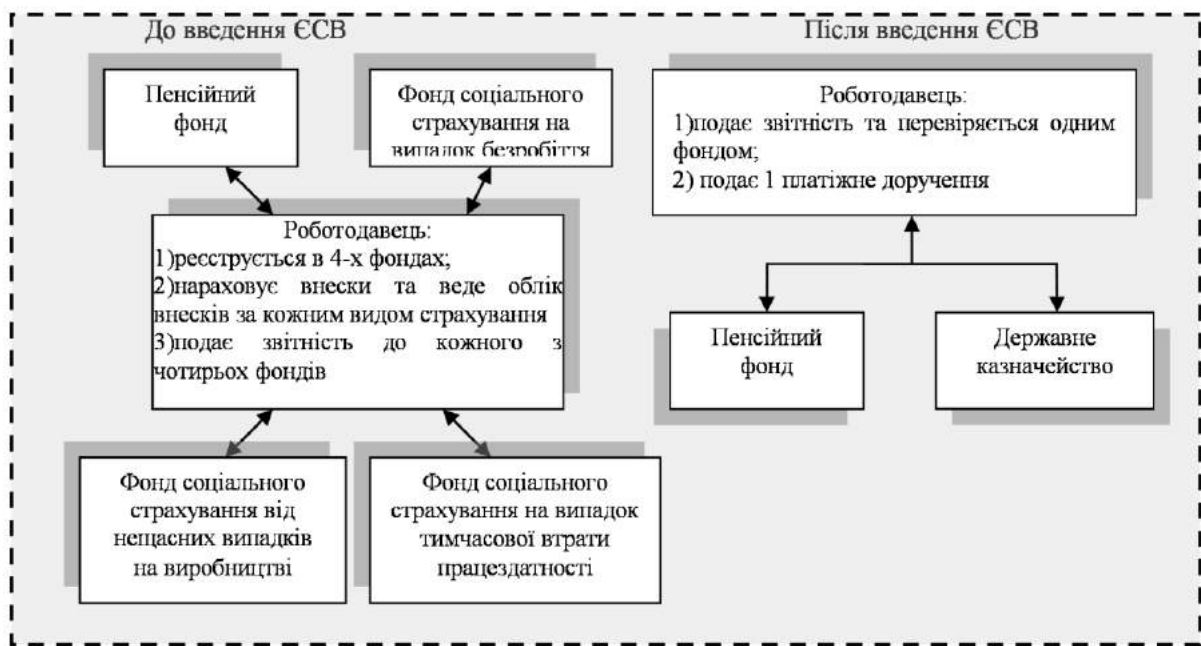 До введення ЄСВ
Пенсійний
фонд
Фонд соціального
страхування на
випадок безробіття
Роботодавець:
1)реєструється в 4-х фондах;
2)нараховує внески та веде облік
внесків за кожним видом страхування
3)подає звітність до кожного з
чотирьох фондів
Фонд соціального
страхування від
нещасних випадків
на виробництві
Фонд соціального
страхування на випадок
тимчасової втрати
працездатності
Після введення ЄСВ
Роботодавець:
1)подає звітність та перевіряється одним
фондом;
2) подає 1 платіжне доручення
Пенсійний
фонд
Державне
казначейство